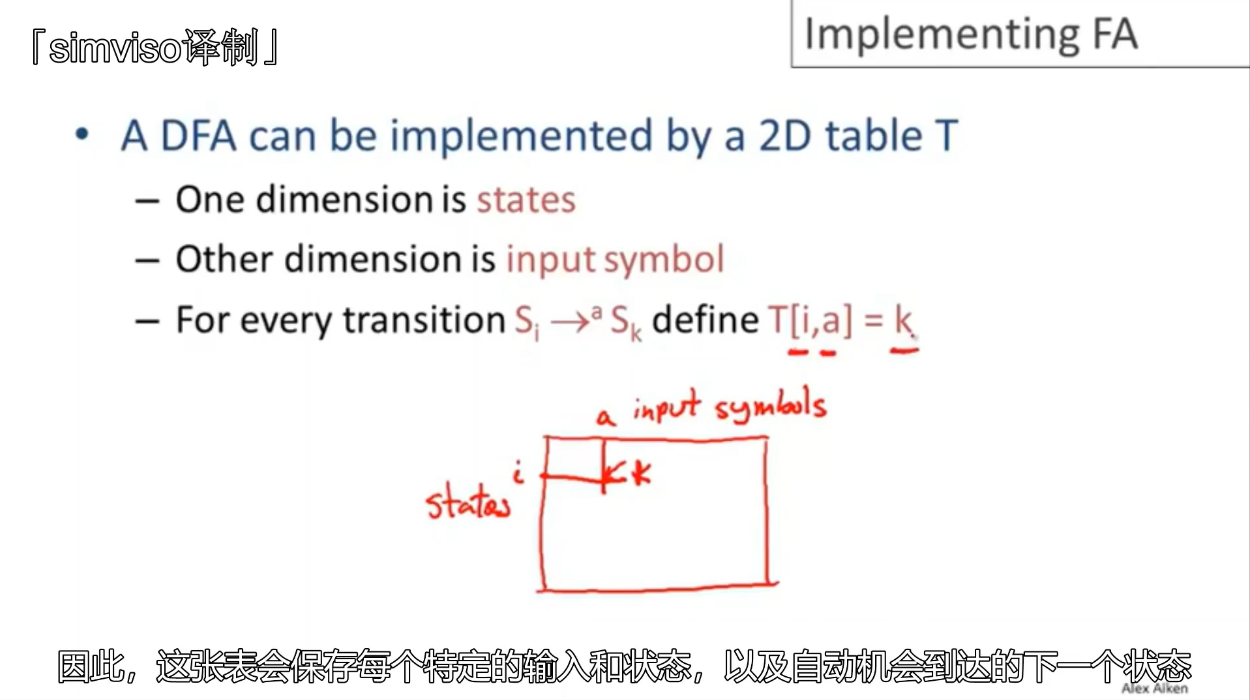 「simviso译制」
Implementing FA
• A DFA can be implemented by a 2D table T
– One dimension is states
– Other dimension is input symbol
– For every transition Si →a Sk define T[i,a] = k
a input symbols
i
k
states
因此，这张表会保存每个特定的输入和状态，以及自动机会到达的下一个状态
Alex Aiken